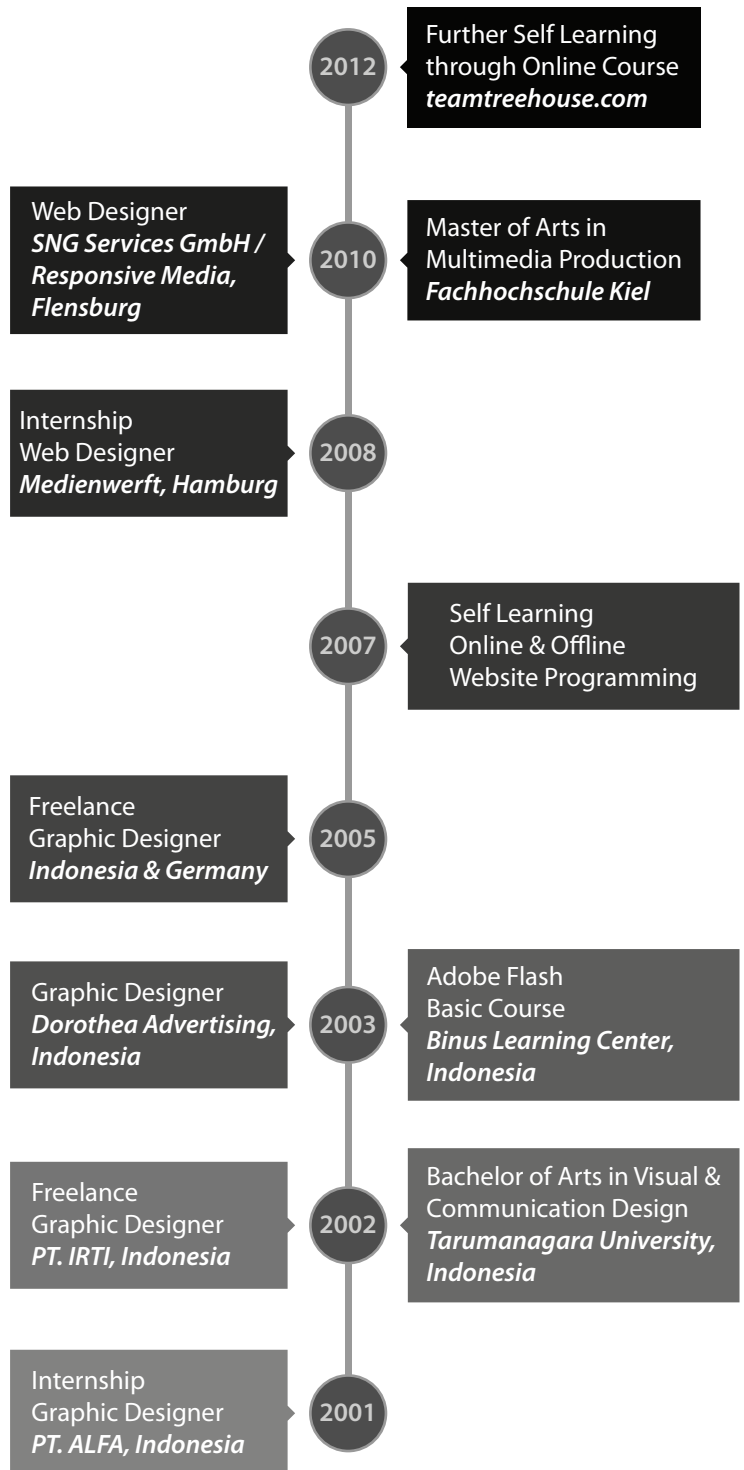 2012
Further Self Learning
through Online Course
teamtreehouse.com
Web Designer
SNG Services GmbH /
Responsive Media,
Flensburg
2010
Master of Arts in
Multimedia Production
Fachhochschule Kiel
Internship
Web Designer
Medienwerft, Hamburg
2008
2007
Self Learning
Online & Offline
Website Programming
Freelance
Graphic Designer
Indonesia & Germany
2005
Graphic Designer
Dorothea Advertising,
Indonesia
2003
Adobe Flash
Basic Course
Binus Learning Center,
Indonesia
Freelance
Graphic Designer
PT. IRTI, Indonesia
2002
Bachelor of Arts in Visual &
Communication Design
Tarumanagara University,
Indonesia
Internship
Graphic Designer
PT. ALFA, Indonesia
2001